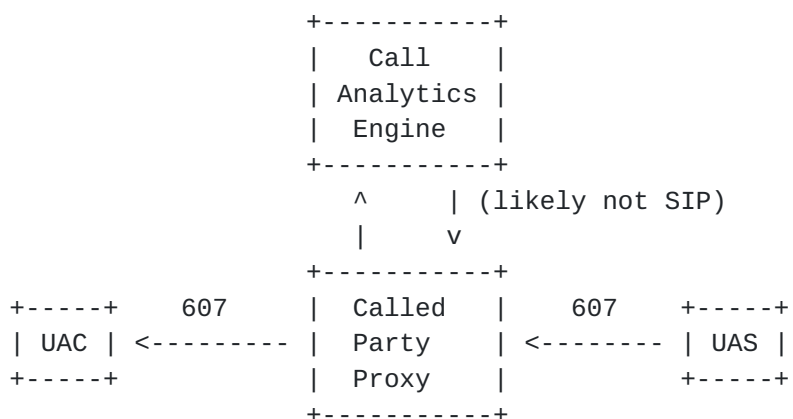 Call
Analytics
Engine
(likely not SIP)
607 Called 607
UAC Party UAS
Proxy